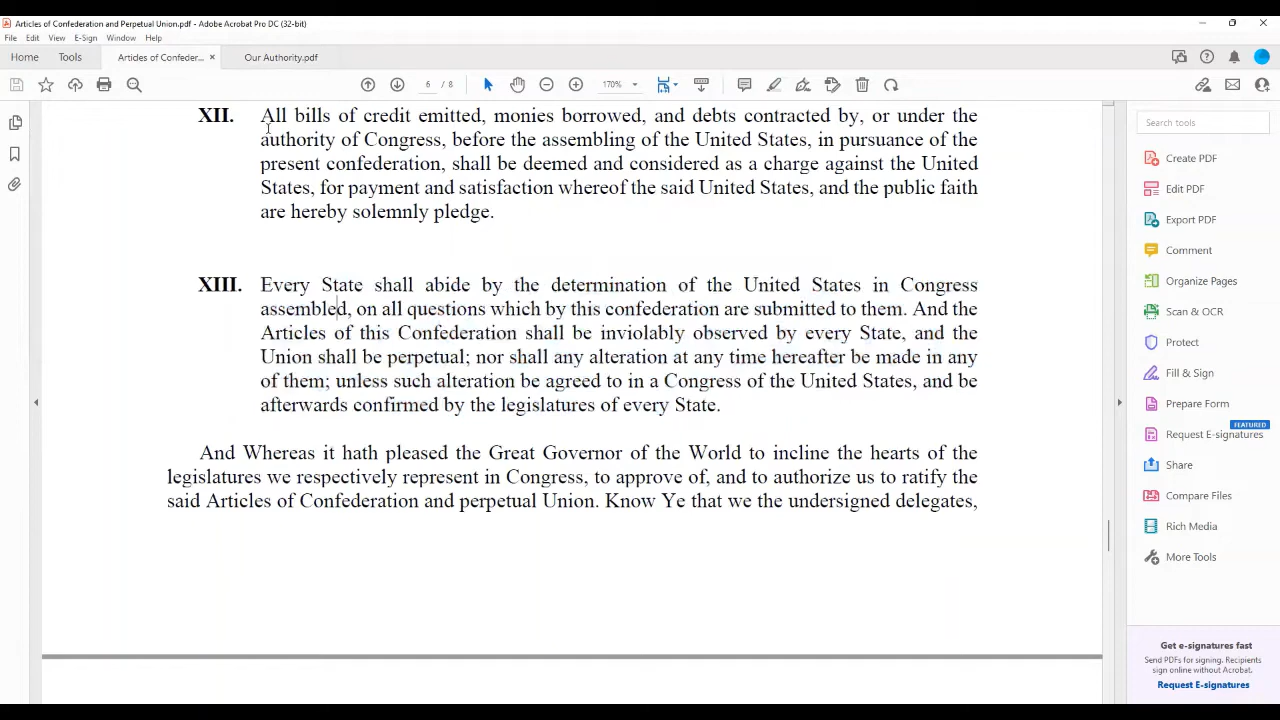 Articles of Confederation and Perpetual Union.pdf - Adobe Acrobat Pro DC (32-bit)
File Edit View E-Sign Window Help
Home Tools Articles of Confeder... × Our Authority.pdf
6 / 8 170%
XII. All bills of credit emitted, monies borrowed, and debts contracted by, or under the
authority of Congress, before the assembling of the United States, in pursuance of the
present confederation, shall be deemed and considered as a charge against the United
States, for payment and satisfaction whereof the said United States, and the public faith
are hereby solemnly pledge.
XIII. Every State shall abide by the determination of the United States in Congress
assembled, on all questions which by this confederation are submitted to them. And the
Articles of this Confederation shall be inviolably observed by every State, and the
Union shall be perpetual; nor shall any alteration at any time hereafter be made in any
of them; unless such alteration be agreed to in a Congress of the United States, and be
afterwards confirmed by the legislatures of every State.
And Whereas it hath pleased the Great Governor of the World to incline the hearts of the
legislatures we respectively represent in Congress, to approve of, and to authorize us to ratify the
said Articles of Confederation and perpetual Union. Know Ye that we the undersigned delegates,
Search tools
Create PDF
Edit PDF
Export PDF
Comment
Organize Pages
Scan & OCR
Protect
Fill & Sign
Prepare Form
FEATURED
Request E-signatures
Share
Compare Files
Rich Media
More Tools
Get e-signatures fast
Send PDFs for signing. Recipients
sign online without Acrobat.
Request E-signatures